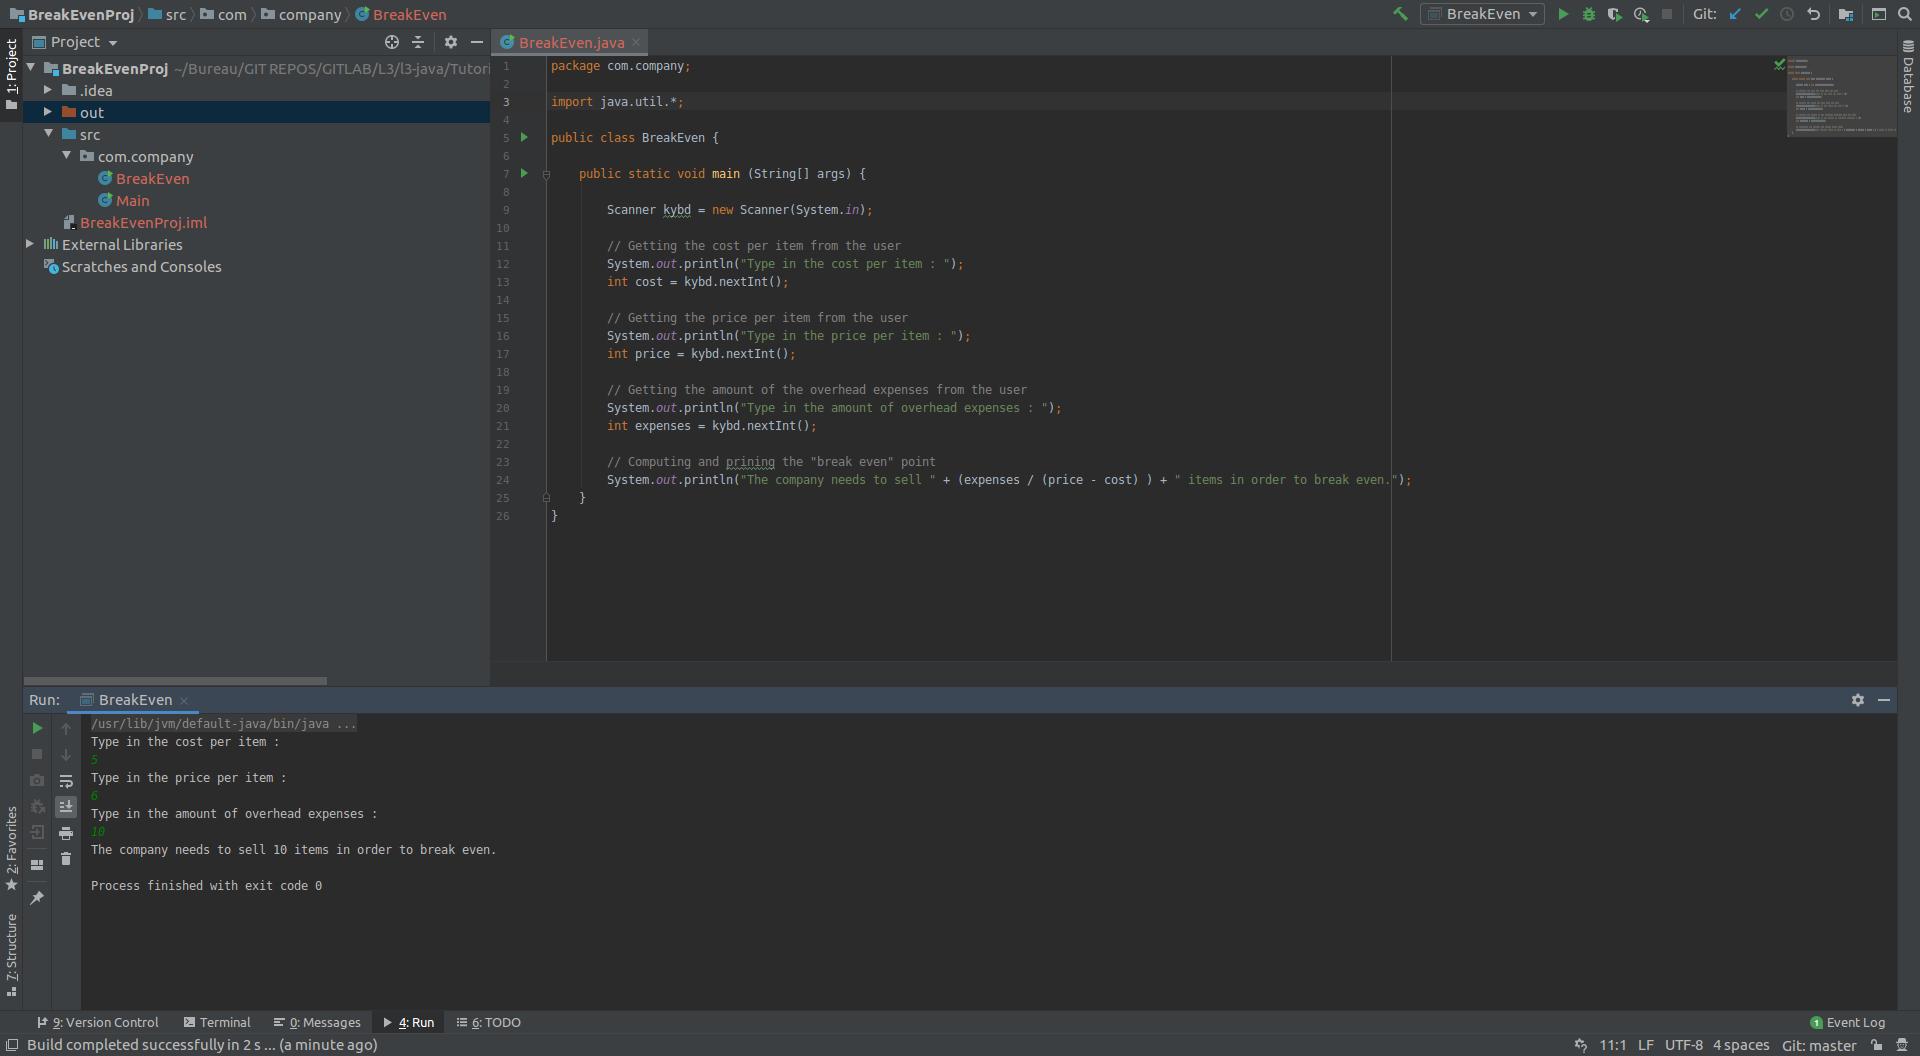 BreakEvenProj src com company BreakEven
BreakEven Git:
1: Project
Project
BreakEvenProj ~/Bureau/GIT REPOS/GITLAB/L3/l3-java/Tutori
.idea
out
src
com.company
BreakEven
Main
BreakEvenProj.iml
External Libraries
Scratches and Consoles
BreakEven.java
1 package com.company;
2
3 import java.util.*;
4
5 public class BreakEven {
6
7 public static void main (String[] args) {
8
9 Scanner kybd = new Scanner(System.in);
10
11 // Getting the cost per item from the user
12 System.out.println("Type in the cost per item : ");
13 int cost = kybd.nextInt();
14
15 // Getting the price per item from the user
16 System.out.println("Type in the price per item : ");
17 int price = kybd.nextInt();
18
19 // Getting the amount of the overhead expenses from the user
20 System.out.println("Type in the amount of overhead expenses : ");
21 int expenses = kybd.nextInt();
22
23 // Computing and prining the "break even" point
24 System.out.println("The company needs to sell " + (expenses / (price - cost) ) + " items in order to break even.");
25 }
26 }
Database
Run: BreakEven
/usr/lib/jvm/default-java/bin/java ...
Type in the cost per item :
5
Type in the price per item :
6
Type in the amount of overhead expenses :
10
The company needs to sell 10 items in order to break even.
Process finished with exit code 0
2: Favorites
7: Structure
9: Version Control Terminal 0: Messages 4: Run 6: TODO 1 Event Log
Build completed successfully in 2 s ... (a minute ago) 11:1 LF UTF-8 4 spaces Git: master